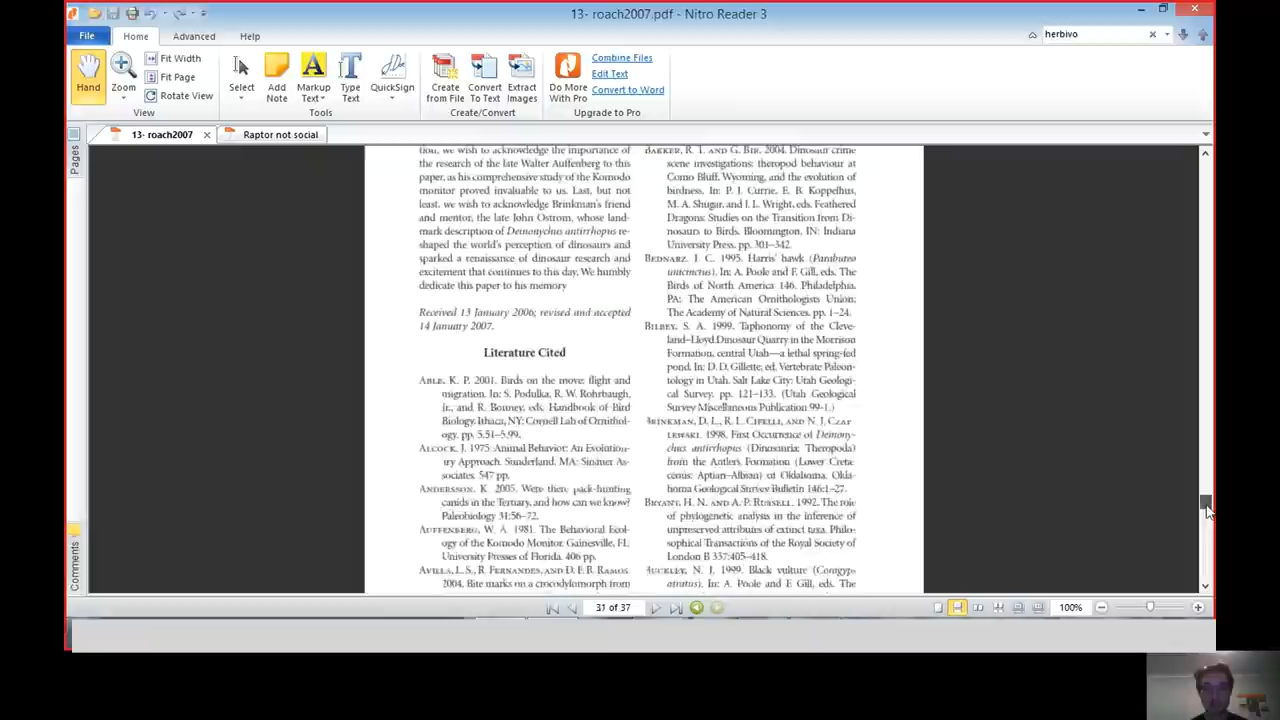 13- roach2007.pdf - Nitro Reader 3
File Home Advanced Help
herbivo
Hand
Zoom
Fit Width
Fit Page
Rotate View
View
Select
Add Note
Markup Text
Type Text
QuickSign
Tools
Create from File
Convert To Text
Extract Images
Create/Convert
Do More With Pro
Combine Files
Edit Text
Convert to Word
Upgrade to Pro
13- roach2007
Raptor not social
Pages
Comments
tion, we wish to acknowledge the importance of
the research of the late Walter Auffenberg to this
paper, as his comprehensive study of the Komodo
monitor proved invaluable to us. Last, but not
least, we wish to acknowledge Brinkman's friend
and mentor, the late John Ostrom, whose land-
mark description of Deinonychus antirrhopus re-
shaped the world's perception of dinosaurs and
sparked a renaissance of dinosaur research and
excitement that continues to this day. We humbly
dedicate this paper to his memory
Received 13 January 2006; revised and accepted
14 January 2007.
Literature Cited
Able, K. P. 2001. Birds on the move: flight and
migration. In: S. Podulka, R. W. Rohrbaugh,
Jr., and R. Bonney, eds. Handbook of Bird
Biology. Ithaca, NY: Cornell Lab of Ornithol-
ogy. pp. 5.51–5.99.
Alcock, J. 1975. Animal Behavior: An Evolution-
ary Approach. Sunderland, MA: Sinauer As-
sociates. 547 pp.
Andersson, K. 2005. Were there pack-hunting
canids in the Tertiary, and how can we know?
Paleobiology 31:56–72.
Auffenberg, W. A. 1981. The Behavioral Ecol-
ogy of the Komodo Monitor. Gainesville, FL:
University Presses of Florida. 406 pp.
Avilla, L.S., R. Fernandes, and D. F. B. Ramos.
2004. Bite marks on a crocodylomorph from
Bakker, R. T. and G. Bir. 2004. Dinosaur crime
scene investigations: theropod behaviour at
Como Bluff, Wyoming, and the evolution of
birdness. In: P. J. Currie, E. B. Koppelhus,
M. A. Shugar, and J. L. Wright, eds. Feathered
Dragons: Studies on the Transition from Di-
nosaurs to Birds. Bloomington, IN: Indiana
University Press. pp. 301–342.
Bednarz, J. C. 1995. Harris' hawk (Parabuteo
unicinctus). In: A. Poole and F. Gill, eds. The
Birds of North America 146. Philadelphia,
PA: The American Ornithologists Union;
The Academy of Natural Sciences. pp. 1–24.
Bilbey, S. A. 1999. Taphonomy of the Cleve-
land–Lloyd Dinosaur Quarry in the Morrison
Formation, central Utah—a lethal spring-fed
pond. In: D. D. Gillette, ed. Vertebrate Paleon-
tology in Utah. Salt Lake City: Utah Geologi-
cal Survey. pp. 121–133. (Utah Geological
Survey Miscellaneous Publication 99-1.)
Brinkman, D. L., R. L. Cifelli, and N. J. Czap-
lewski. 1998. First Occurrence of Deinony-
chus antirrhopus (Dinosauria: Theropoda)
from the Antlers Formation (Lower Creta-
ceous: Aptian–Albian) of Oklahoma. Okla-
homa Geological Survey Bulletin 146:1–27.
Bryant, H. N. and A. P. Russell. 1992. The role
of phylogenetic analysis in the inference of
unpreserved attributes of extinct taxa. Philo-
sophical Transactions of the Royal Society of
London B 337:405–418.
Buckley, N. J. 1999. Black vulture (Coragyps
atratus). In: A. Poole and F. Gill, eds. The
31 of 37
100%